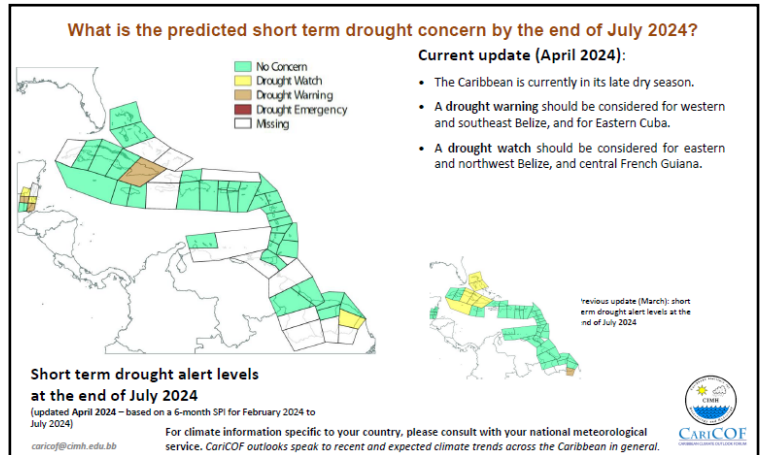 What is the predicted short term drought concern by the end of July 2024?
No Concern
Drought Watch
Drought Warning
Drought Emergency
Missing
Current update (April 2024):
• The Caribbean is currently in its late dry season.
• A drought warning should be considered for western
and southeast Belize, and for Eastern Cuba.
• A drought watch should be considered for eastern
and northwest Belize, and central French Guiana.
revious update (March): short
erm drought alert levels at the
nd of July 2024
Short term drought alert levels
at the end of July 2024
(updated April 2024 – based on a 6-month SPI for February 2024 to
July 2024)
caricof@cimh.edu.bb
For climate information specific to your country, please consult with your national meteorological
service. CariCOF outlooks speak to recent and expected climate trends across the Caribbean in general.
CIMH
CARICOF
CARIBBEAN CLIMATE OUTLOOK FORUM